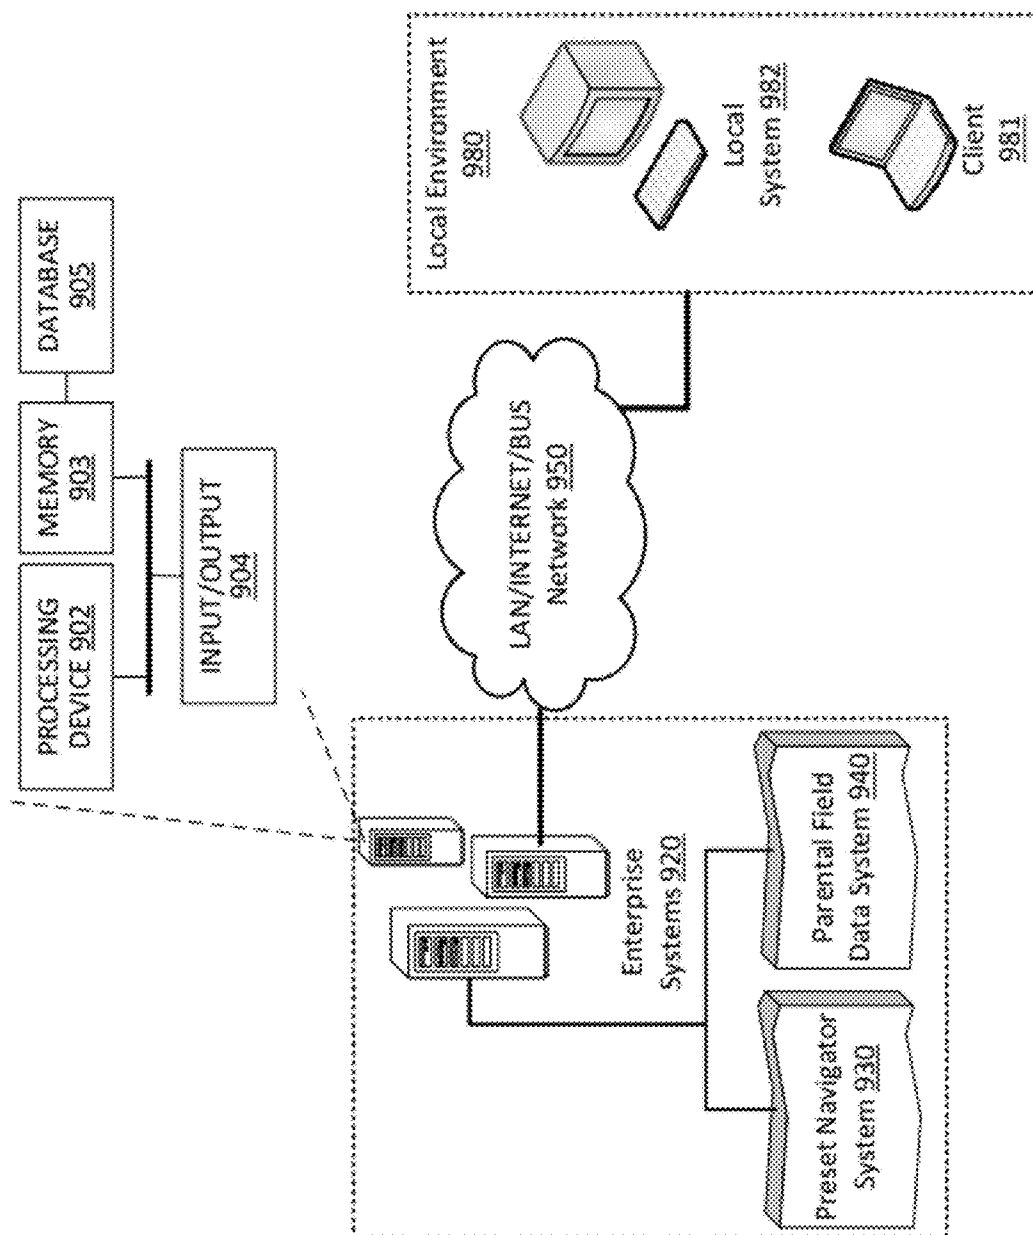 PROCESSING
DEVICE 902
MEMORY
903
DATABASE
905
INPUT/OUTPUT
904
Enterprise
Systems 920
Preset Navigator
System 930
Parental Field
Data System 940
LAN/INTERNET/BUS
Network 950
Local Environment
980
Local
System 982
Client
981